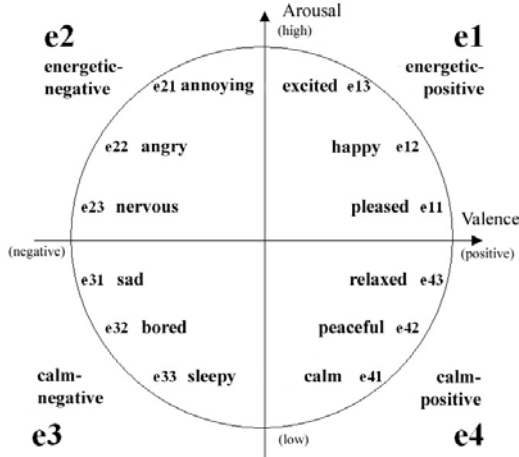 Arousal
(high)
e2
energetic-
negative
e1
energetic-
positive
e21 annoying
excited e13
e22 angry
happy e12
e23 nervous
pleased e11
Valence
(negative)
(positive)
e31 sad
relaxed e43
e32 bored
peaceful e42
e33 sleepy
calm e41
calm-
negative
e3
calm-
positive
e4
(low)